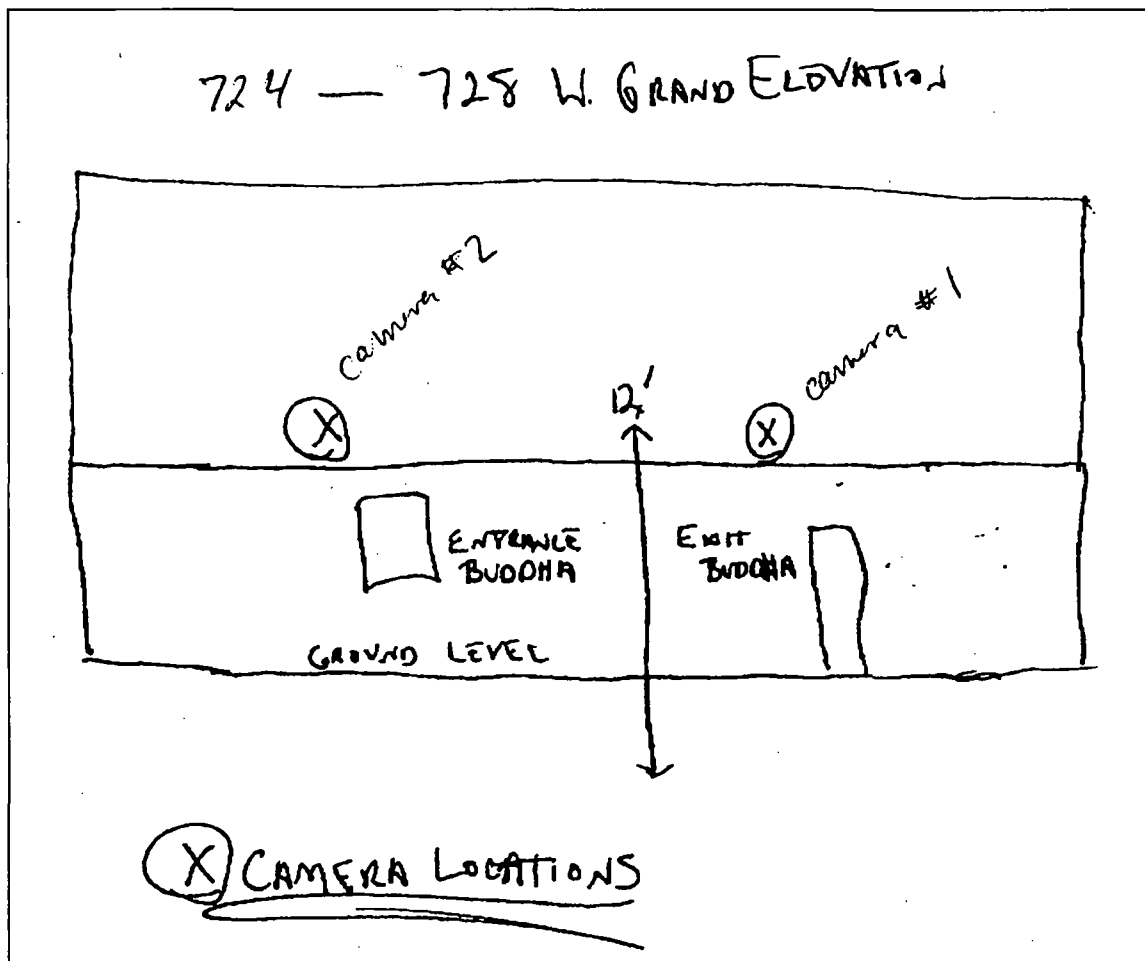 724 — 728 W. GRAND ELEVATION
camera #2
camera #1
12'
X
X
ENTRANCE
BUDDHA
EXIT
BUDDHA
GROUND LEVEL
X CAMERA LOCATIONS